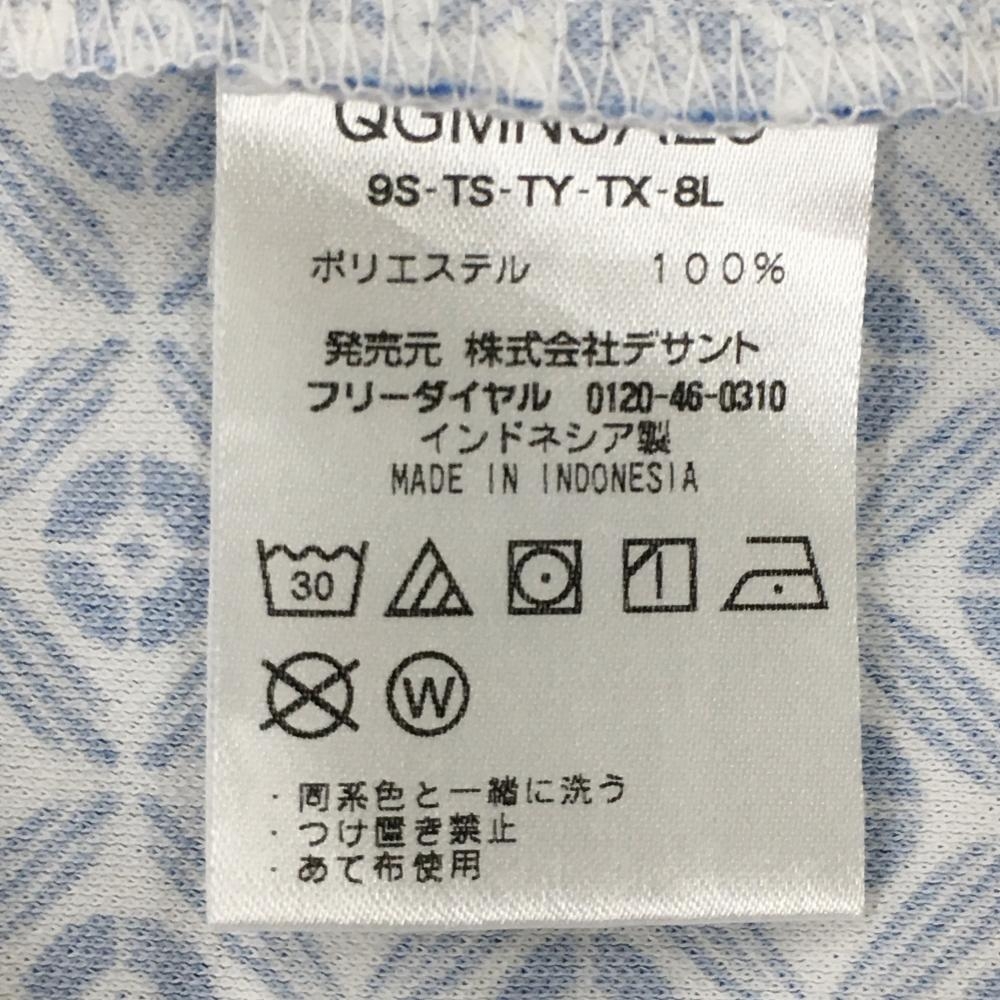 9S-TS-TY-TX-8L
ポリエステル 100%
発売元 株式会社デサント
フリーダイヤル 0120-46-0310
インドネシア製
MADE IN INDONESIA
30
W
・同系色と一緒に洗う
・つけ置き禁止
・あて布使用